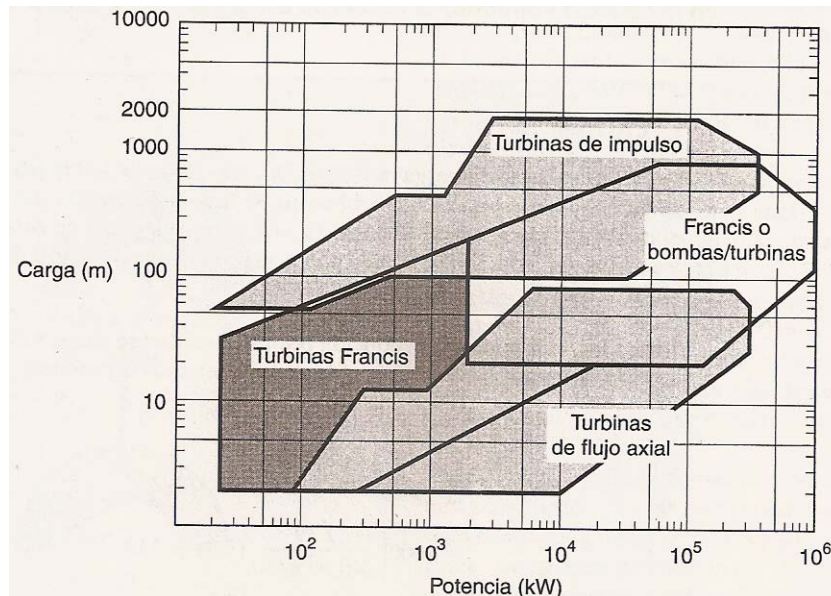 10000
2000
1000
Turbinas de impulso
Carga (m)
100
Francis o
bombas/turbinas
Turbinas Francis
10
Turbinas
de flujo axial
10² 10³ 10⁴ 10⁵ 10⁶
Potencia (kW)